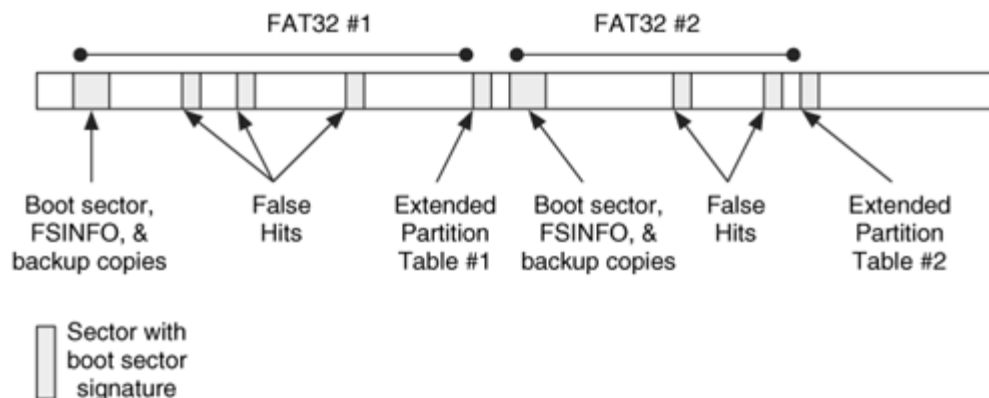 FAT32 #1
FAT32 #2
Boot sector,
FSINFO, &
backup copies
False
Hits
Extended
Partition
Table #1
Boot sector,
FSINFO, &
backup copies
False
Hits
Extended
Partition
Table #2
Sector with
boot sector
signature